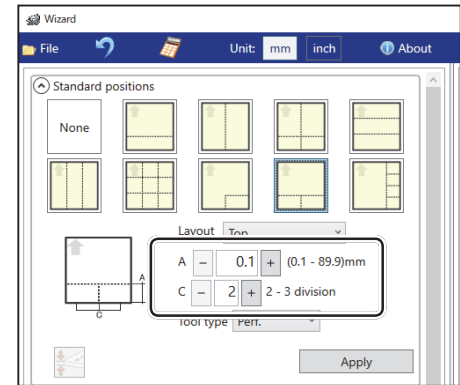 Wizard
File
Unit: mm inch
About
Standard positions
None
Layout Top
A − 0.1 + (0.1 - 89.9)mm
A
C − 2 + 2 - 3 division
C
Tool type Perf.
Apply